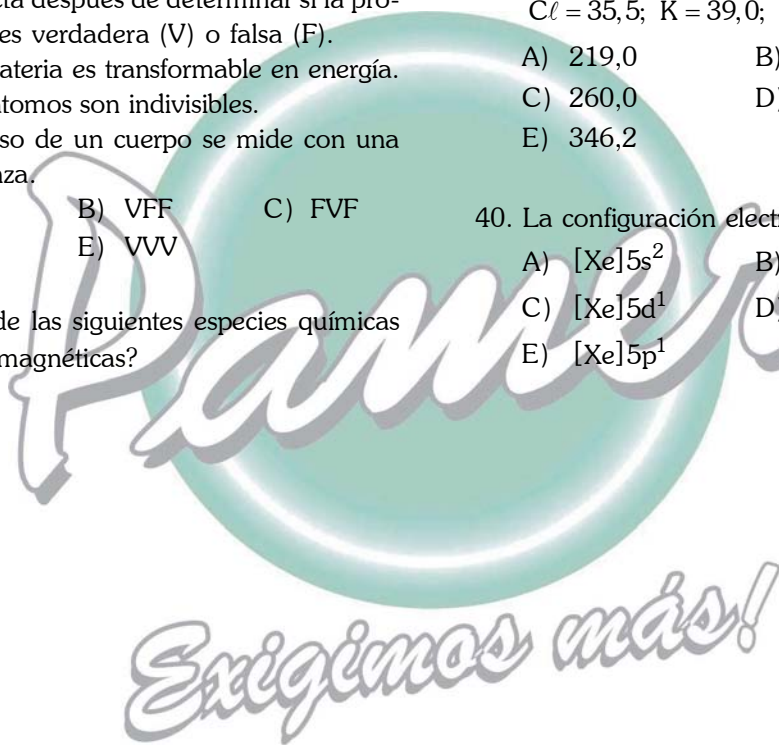 después de determinar si la pro-
es verdadera (V) o falsa (F).
ateria es transformable en energía.
tomos son indivisibles.
so de un cuerpo se mide con una
nza.
B) VFF C) FVF
E) VVV
de las siguientes especies químicas
magnéticas?
Cℓ = 35,5; K = 39,0;
A) 219,0 B)
C) 260,0 D)
E) 346,2
40. La configuración electr
A) [Xe]5s² B)
C) [Xe]5d¹ D)
E) [Xe]5p¹
Pamer
Exigimos más!